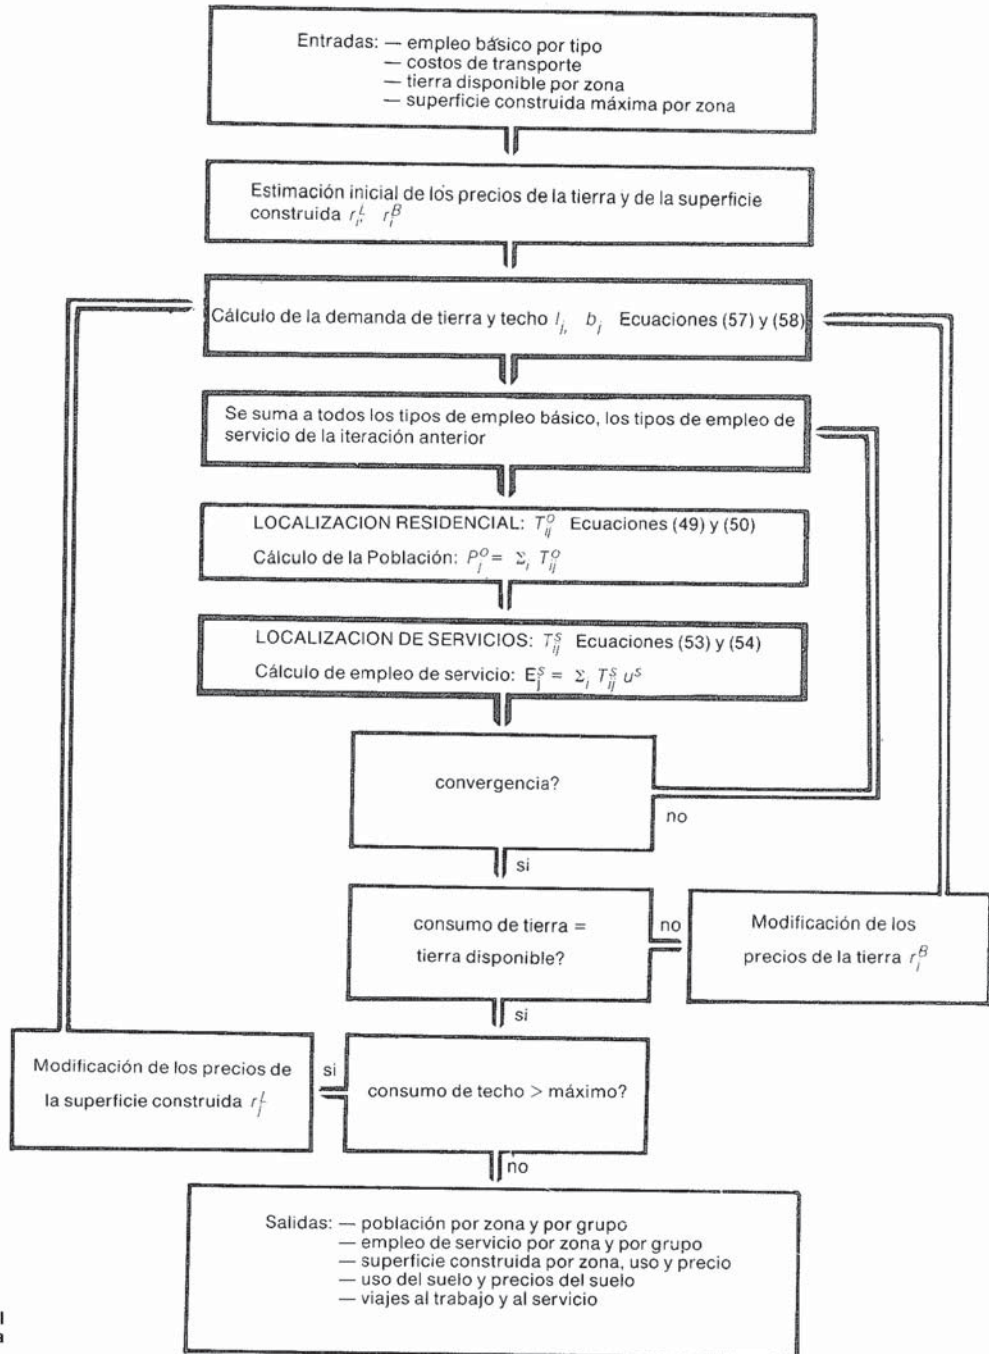 Entradas: — empleo básico por tipo
— costos de transporte
— tierra disponible por zona
— superficie construida máxima por zona
Estimación inicial de los precios de la tierra y de la superficie
construida r_i^L r_i^B
Cálculo de la demanda de tierra y techo l_j, b_j Ecuaciones (57) y (58)
Se suma a todos los tipos de empleo básico, los tipos de empleo de
servicio de la iteración anterior
LOCALIZACION RESIDENCIAL: T_ij^o Ecuaciones (49) y (50)
Cálculo de la Población: P_j^o = Σ_i T_ij^o
LOCALIZACION DE SERVICIOS: T_ij^s Ecuaciones (53) y (54)
Cálculo de empleo de servicio: E_j^s = Σ_i T_ij^s u^s
convergencia?
no
si
consumo de tierra =
tierra disponible?
no
Modificación de los
precios de la tierra r_i^B
si
Modificación de los precios de
la superficie construida r_j^L
si
consumo de techo > máximo?
no
Salidas: — población por zona y por grupo
— empleo de servicio por zona y por grupo
— superficie construida por zona, uso y precio
— uso del suelo y precios del suelo
— viajes al trabajo y al servicio